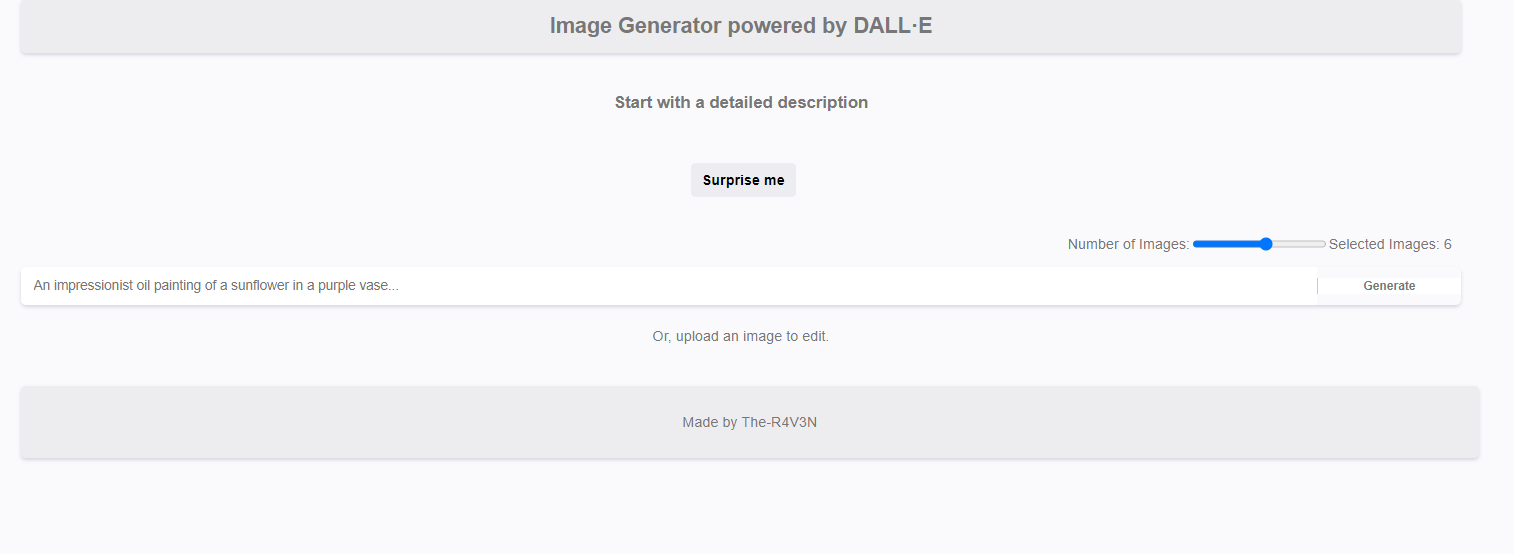 Image Generator powered by DALL·E
Start with a detailed description
Surprise me
Number of Images: Selected Images: 6
An impressionist oil painting of a sunflower in a purple vase... Generate
Or, upload an image to edit.
Made by The-R4V3N